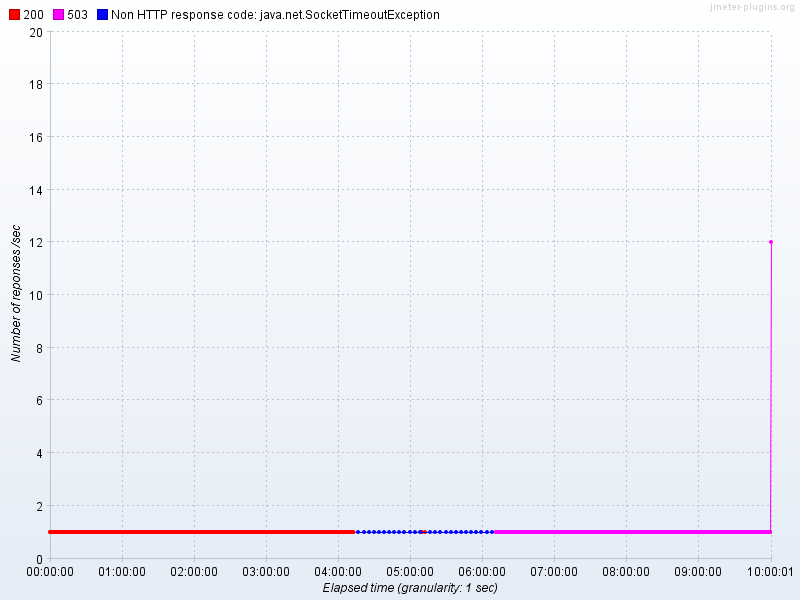 jmeter-plugins.org
200 503 Non HTTP response code: java.net.SocketTimeoutException
20
18
16
14
12
10
8
6
4
2
0
Number of reponses /sec
00:00:00 01:00:00 02:00:00 03:00:00 04:00:00 05:00:00 06:00:00 07:00:00 08:00:00 09:00:00 10:00:01
Elapsed time (granularity: 1 sec)